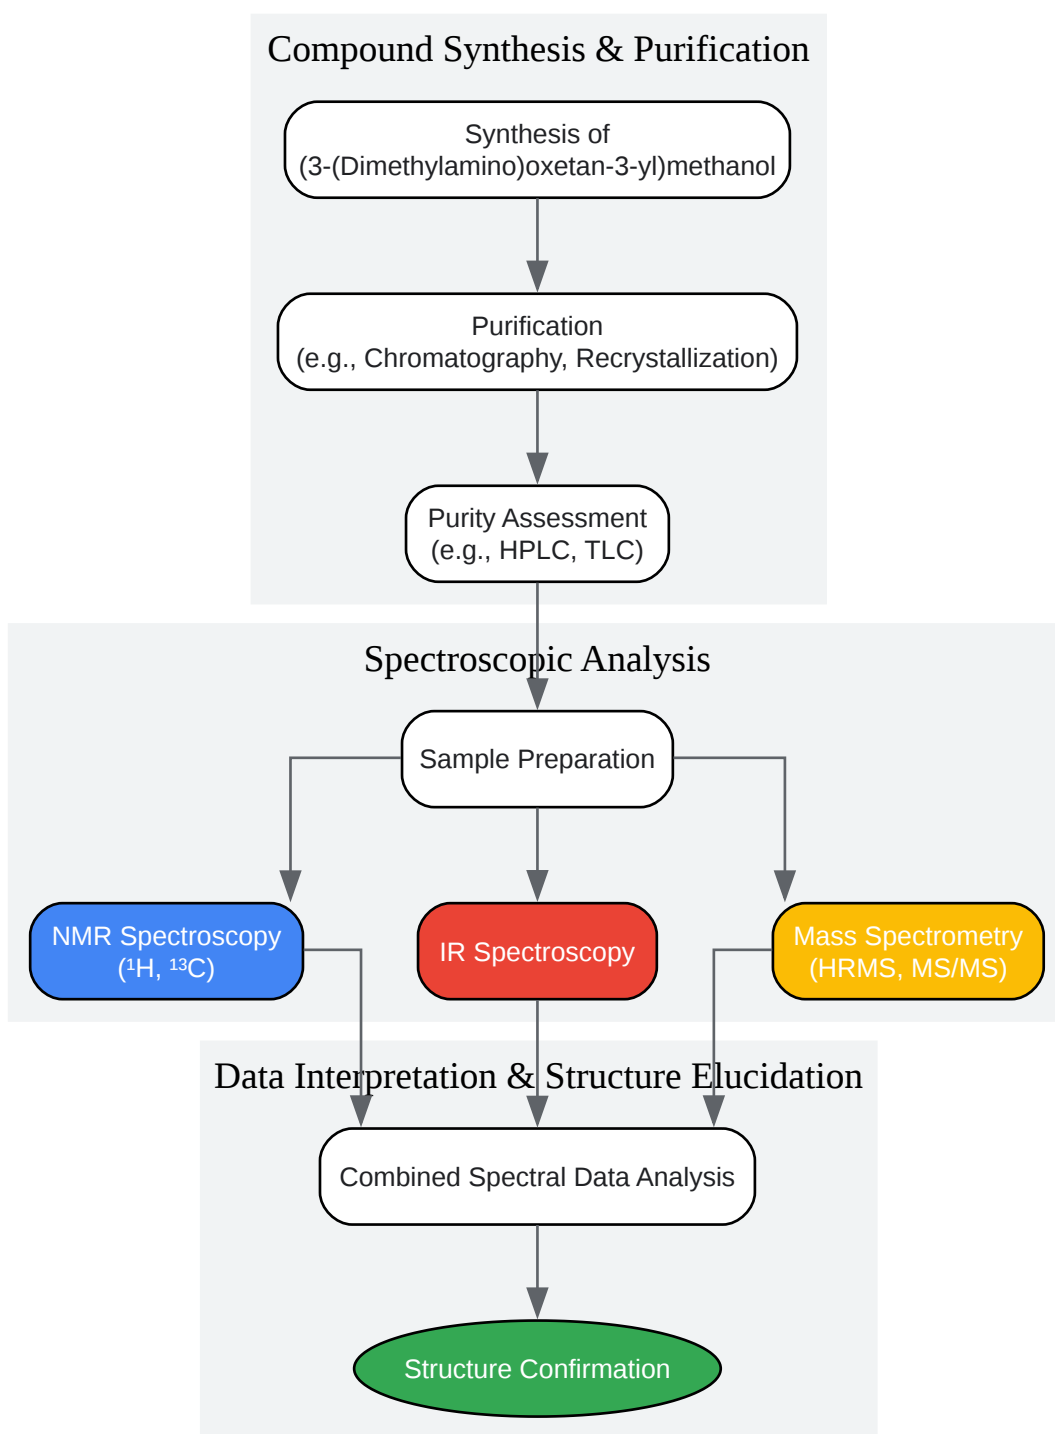 Compound Synthesis & Purification
Synthesis of
(3-(Dimethylamino)oxetan-3-yl)methanol
Purification
(e.g., Chromatography, Recrystallization)
Purity Assessment
(e.g., HPLC, TLC)
Spectroscopic Analysis
Sample Preparation
NMR Spectroscopy
(¹H, ¹³C)
IR Spectroscopy
Mass Spectrometry
(HRMS, MS/MS)
Data Interpretation & Structure Elucidation
Combined Spectral Data Analysis
Structure Confirmation